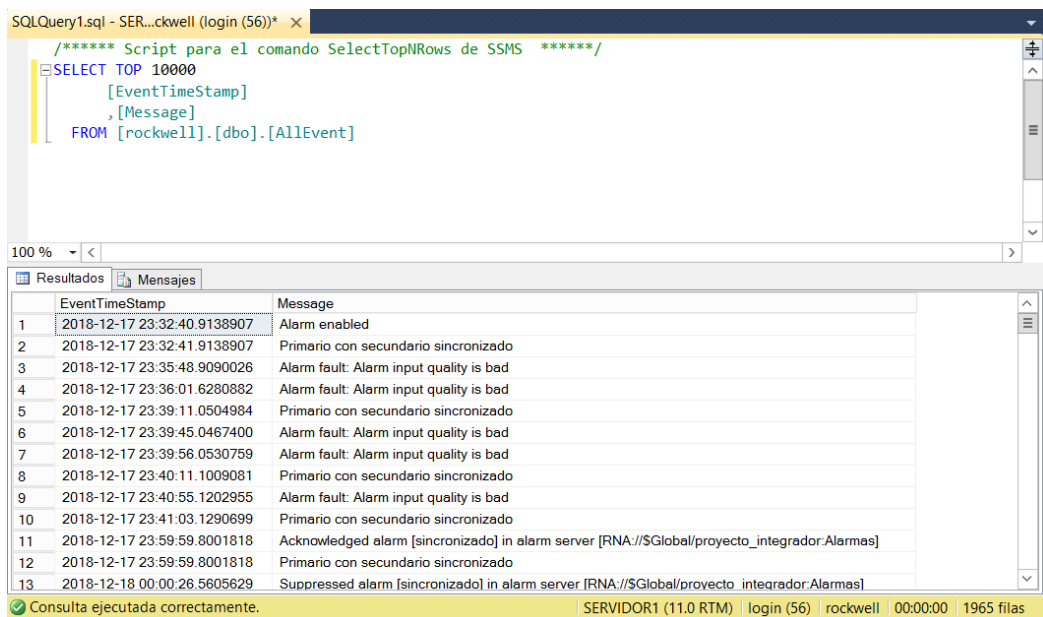 SQLQuery1.sql - SER...ckwell (login (56))* ×
/****** Script para el comando SelectTopNRows de SSMS ******/
SELECT TOP 10000
[EventTimeStamp]
,[Message]
FROM [rockwell].[dbo].[AllEvent]
100 %
Resultados Mensajes
EventTimeStamp Message
1 2018-12-17 23:32:40.9138907 Alarm enabled
2 2018-12-17 23:32:41.9138907 Primario con secundario sincronizado
3 2018-12-17 23:35:48.9090026 Alarm fault: Alarm input quality is bad
4 2018-12-17 23:36:01.6280882 Alarm fault: Alarm input quality is bad
5 2018-12-17 23:39:11.0504984 Primario con secundario sincronizado
6 2018-12-17 23:39:45.0467400 Alarm fault: Alarm input quality is bad
7 2018-12-17 23:39:56.0530759 Alarm fault: Alarm input quality is bad
8 2018-12-17 23:40:11.1009081 Primario con secundario sincronizado
9 2018-12-17 23:40:55.1202955 Alarm fault: Alarm input quality is bad
10 2018-12-17 23:41:03.1290699 Primario con secundario sincronizado
11 2018-12-17 23:59:59.8001818 Acknowledged alarm [sincronizado] in alarm server [RNA://$Global/proyecto_integrador:Alarmas]
12 2018-12-17 23:59:59.8001818 Primario con secundario sincronizado
13 2018-12-18 00:00:26.5605629 Suppressed alarm [sincronizado] in alarm server [RNA://$Global/proyecto_integrador:Alarmas]
Consulta ejecutada correctamente. SERVIDOR1 (11.0 RTM) login (56) rockwell 00:00:00 1965 filas